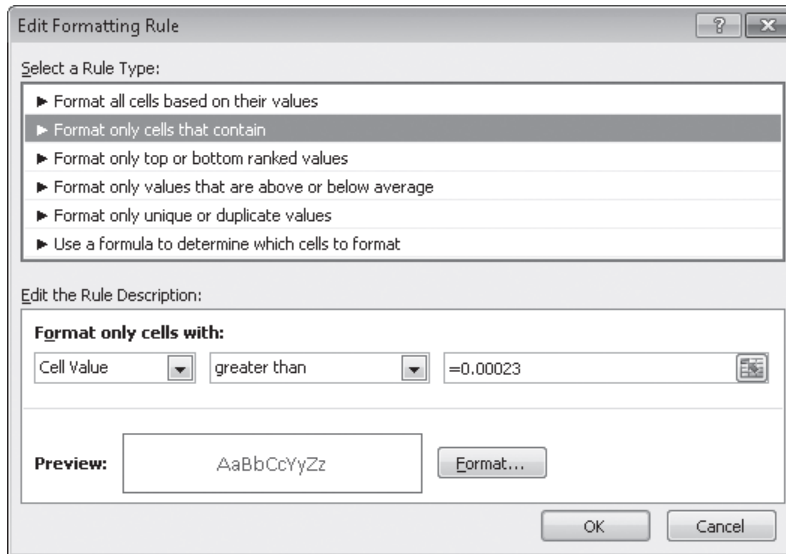 Edit Formatting Rule
Select a Rule Type:
► Format all cells based on their values
► Format only cells that contain
► Format only top or bottom ranked values
► Format only values that are above or below average
► Format only unique or duplicate values
► Use a formula to determine which cells to format
Edit the Rule Description:
Format only cells with:
Cell Value greater than =0.00023
Preview: AaBbCcYyZz Format...
OK Cancel